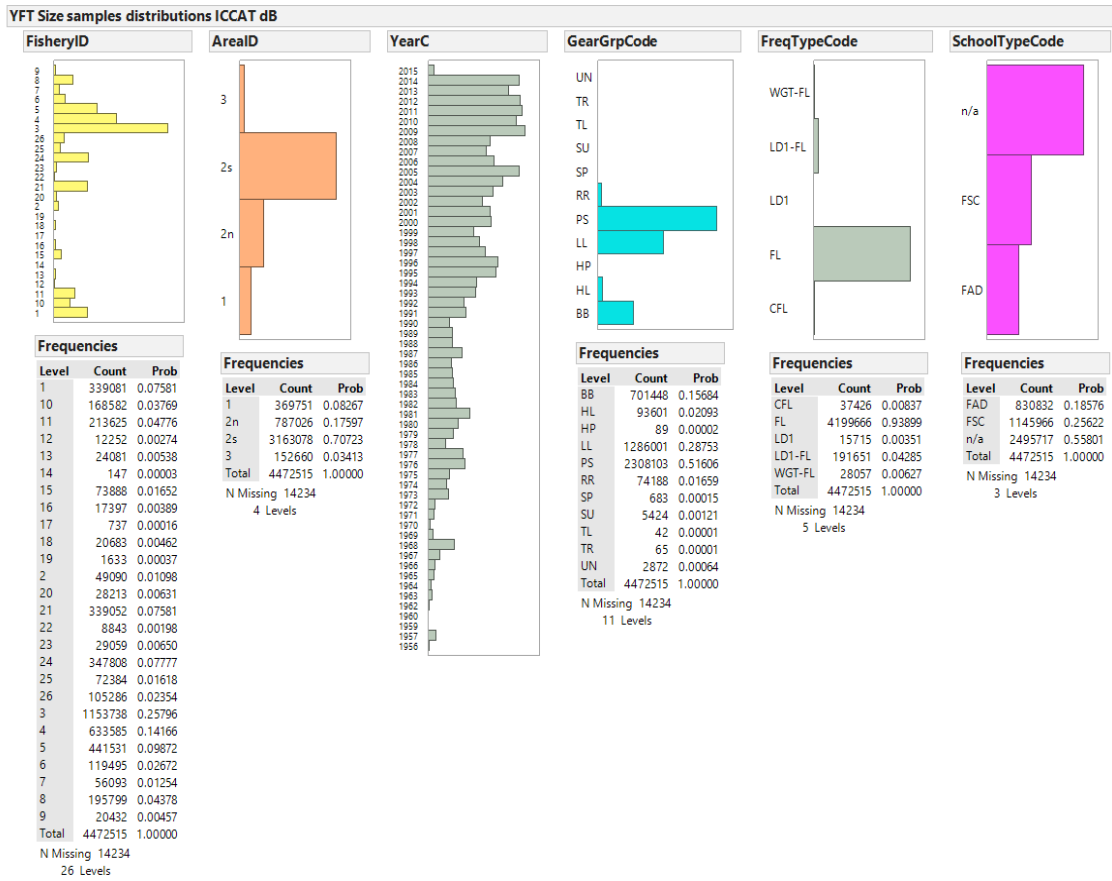 YFT Size samples distributions ICCAT dB
FisheryID
9
8
7
6
5
4
3
26
25
24
23
22
21
20
2
19
18
17
16
15
14
13
12
11
10
1
Frequencies
Level Count Prob
1 339081 0.07581
10 168582 0.03769
11 213625 0.04776
12 12252 0.00274
13 24081 0.00538
14 147 0.00003
15 73888 0.01652
16 17397 0.00389
17 737 0.00016
18 20683 0.00462
19 1633 0.00037
2 49090 0.01098
20 28213 0.00631
21 339052 0.07581
22 8843 0.00198
23 29059 0.00650
24 347808 0.07777
25 72384 0.01618
26 105286 0.02354
3 1153738 0.25796
4 633585 0.14166
5 441531 0.09872
6 119495 0.02672
7 56093 0.01254
8 195799 0.04378
9 20432 0.00457
Total 4472515 1.00000
N Missing 14234
26 Levels
AreaID
3
2s
2n
1
Frequencies
Level Count Prob
1 369751 0.08267
2n 787026 0.17597
2s 3163078 0.70723
3 152660 0.03413
Total 4472515 1.00000
N Missing 14234
4 Levels
YearC
2015
2014
2013
2012
2011
2010
2009
2008
2007
2006
2005
2004
2003
2002
2001
2000
1999
1998
1997
1996
1995
1994
1993
1992
1991
1990
1989
1988
1987
1986
1985
1984
1983
1982
1981
1980
1979
1978
1977
1976
1975
1974
1973
1972
1971
1970
1969
1968
1967
1966
1965
1964
1963
1962
1960
1959
1957
1956
GearGrpCode
UN
TR
TL
SU
SP
RR
PS
LL
HP
HL
BB
Frequencies
Level Count Prob
BB 701448 0.15684
HL 93601 0.02093
HP 89 0.00002
LL 1286001 0.28753
PS 2308103 0.51606
RR 74188 0.01659
SP 683 0.00015
SU 5424 0.00121
TL 42 0.00001
TR 65 0.00001
UN 2872 0.00064
Total 4472515 1.00000
N Missing 14234
11 Levels
FreqTypeCode
WGT-FL
LD1-FL
LD1
FL
CFL
Frequencies
Level Count Prob
CFL 37426 0.00837
FL 4199666 0.93899
LD1 15715 0.00351
LD1-FL 191651 0.04285
WGT-FL 28057 0.00627
Total 4472515 1.00000
N Missing 14234
5 Levels
SchoolTypeCode
n/a
FSC
FAD
Frequencies
Level Count Prob
FAD 830832 0.18576
FSC 1145966 0.25622
n/a 2495717 0.55801
Total 4472515 1.00000
N Missing 14234
3 Levels